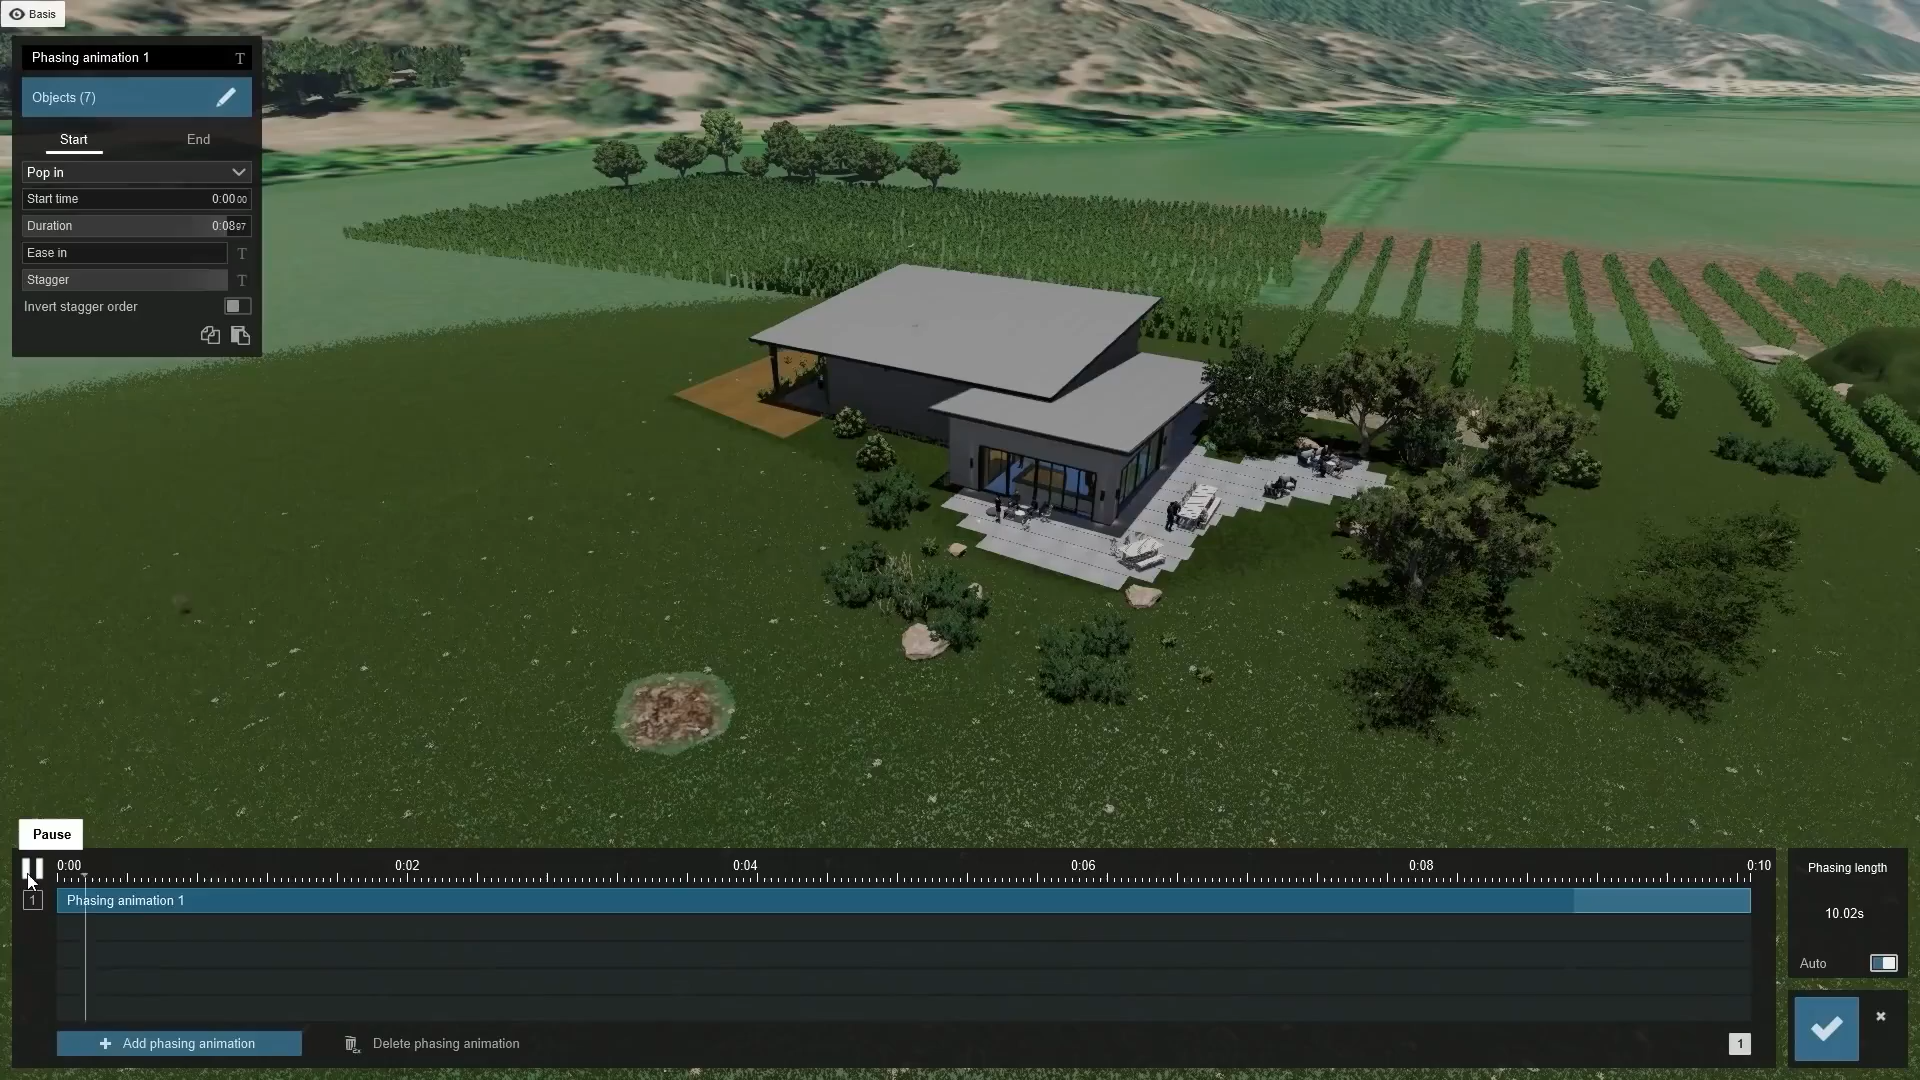 Basis
Phasing animation 1 T
Objects (7)
Start End
Pop in
Start time 0:00 00
Duration 0:08 97
Ease in T
Stagger T
Invert stagger order
Pause
0:00 0:02 0:04 0:06 0:08 0:10
1 Phasing animation 1
Phasing length
10.02s
Auto
+ Add phasing animation
Delete phasing animation
1